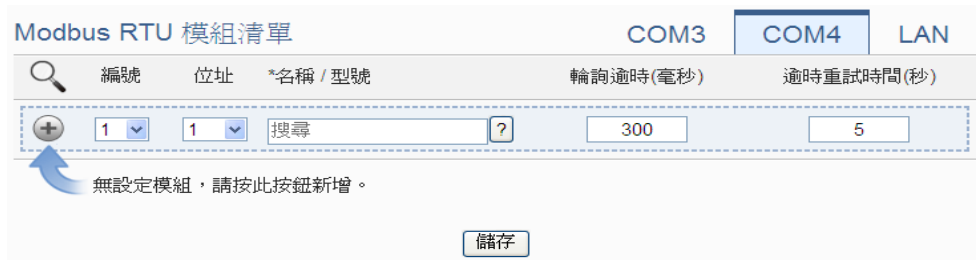 Modbus RTU 模組清單 COM3 COM4 LAN
編號 位址 *名稱 / 型號 輪詢逾時(毫秒) 逾時重試時間(秒)
1 1 搜尋 ? 300 5
無設定模組，請按此按鈕新增。
儲存